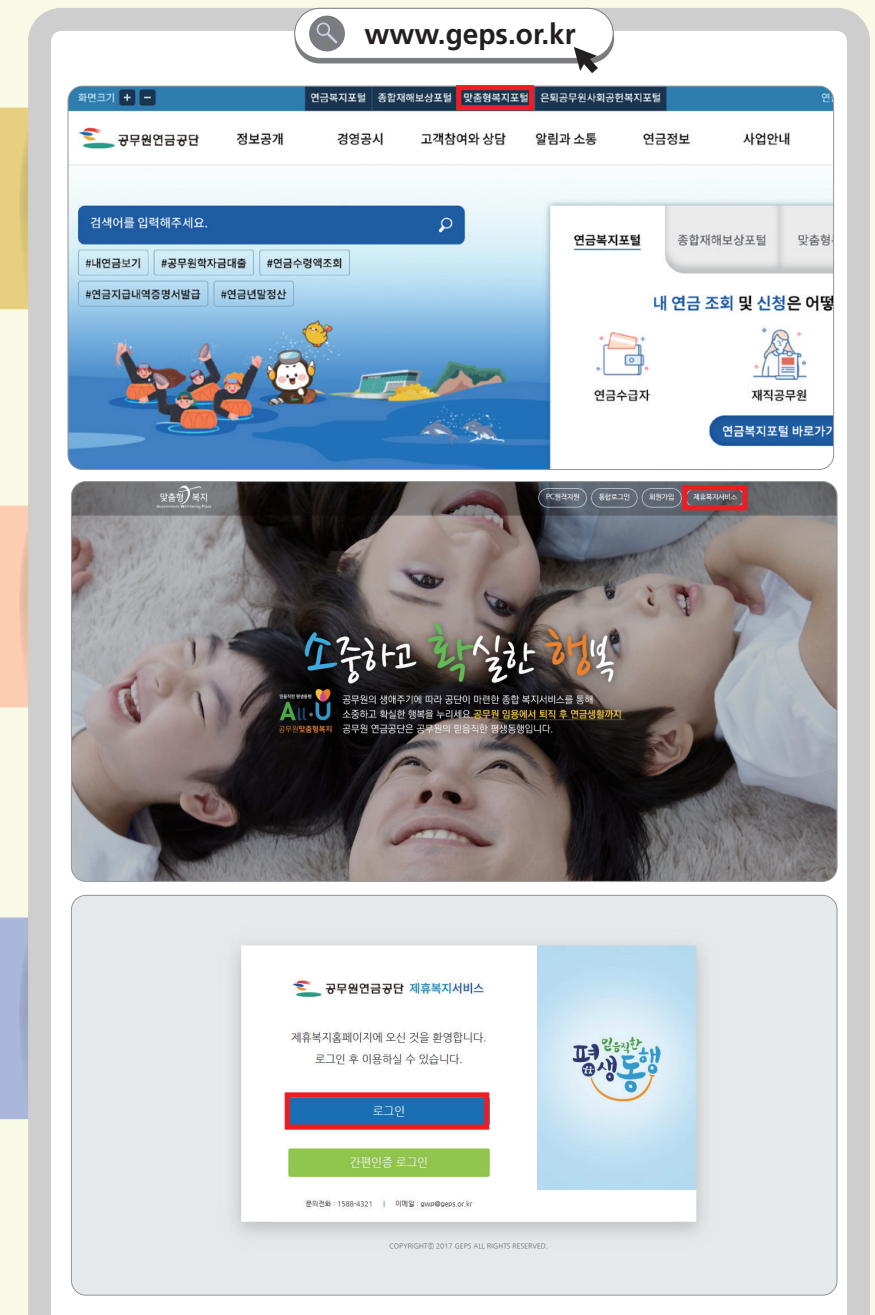 www.geps.or.kr
화면크기 + -
연금복지포털 종합재해보상포털 맞춤형복지포털 은퇴공무원사회공헌복지포털
공무원연금공단 정보공개 경영공시 고객참여와 상담 알림과 소통 연금정보 사업안내
검색어를 입력해주세요.
#내연금보기 #공무원학자금대출 #연금수령액조회
#연금지급내역증명서발급 #연금년말정산
연금복지포털 종합재해보상포털 맞춤형
내 연금 조회 및 신청은 어떻
연금수급자 재직공무원
연금복지포털 바로가기
맞춤형 복지
PC원격지원 통합로그인 회원가입 제휴복지서비스
소중하고 확실한 행복
믿음직한 평생동행
All·U
공무원맞춤형복지
공무원의 생애주기에 따라 공단이 마련한 종합 복지서비스를 통해
소중하고 확실한 행복을 누리세요.공무원 임용에서 퇴직 후 연금생활까지
공무원 연금공단은 공무원의 믿음직한 평생동행입니다.
공무원연금공단 제휴복지서비스
제휴복지홈페이지에 오신 것을 환영합니다.
로그인 후 이용하실 수 있습니다.
로그인
간편인증 로그인
문의전화 : 1588-4321 | 이메일 : gwp@geps.or.kr
믿음직한
평생동행
COPYRIGHTⓒ 2017 GEPS ALL RIGHTS RESERVED.